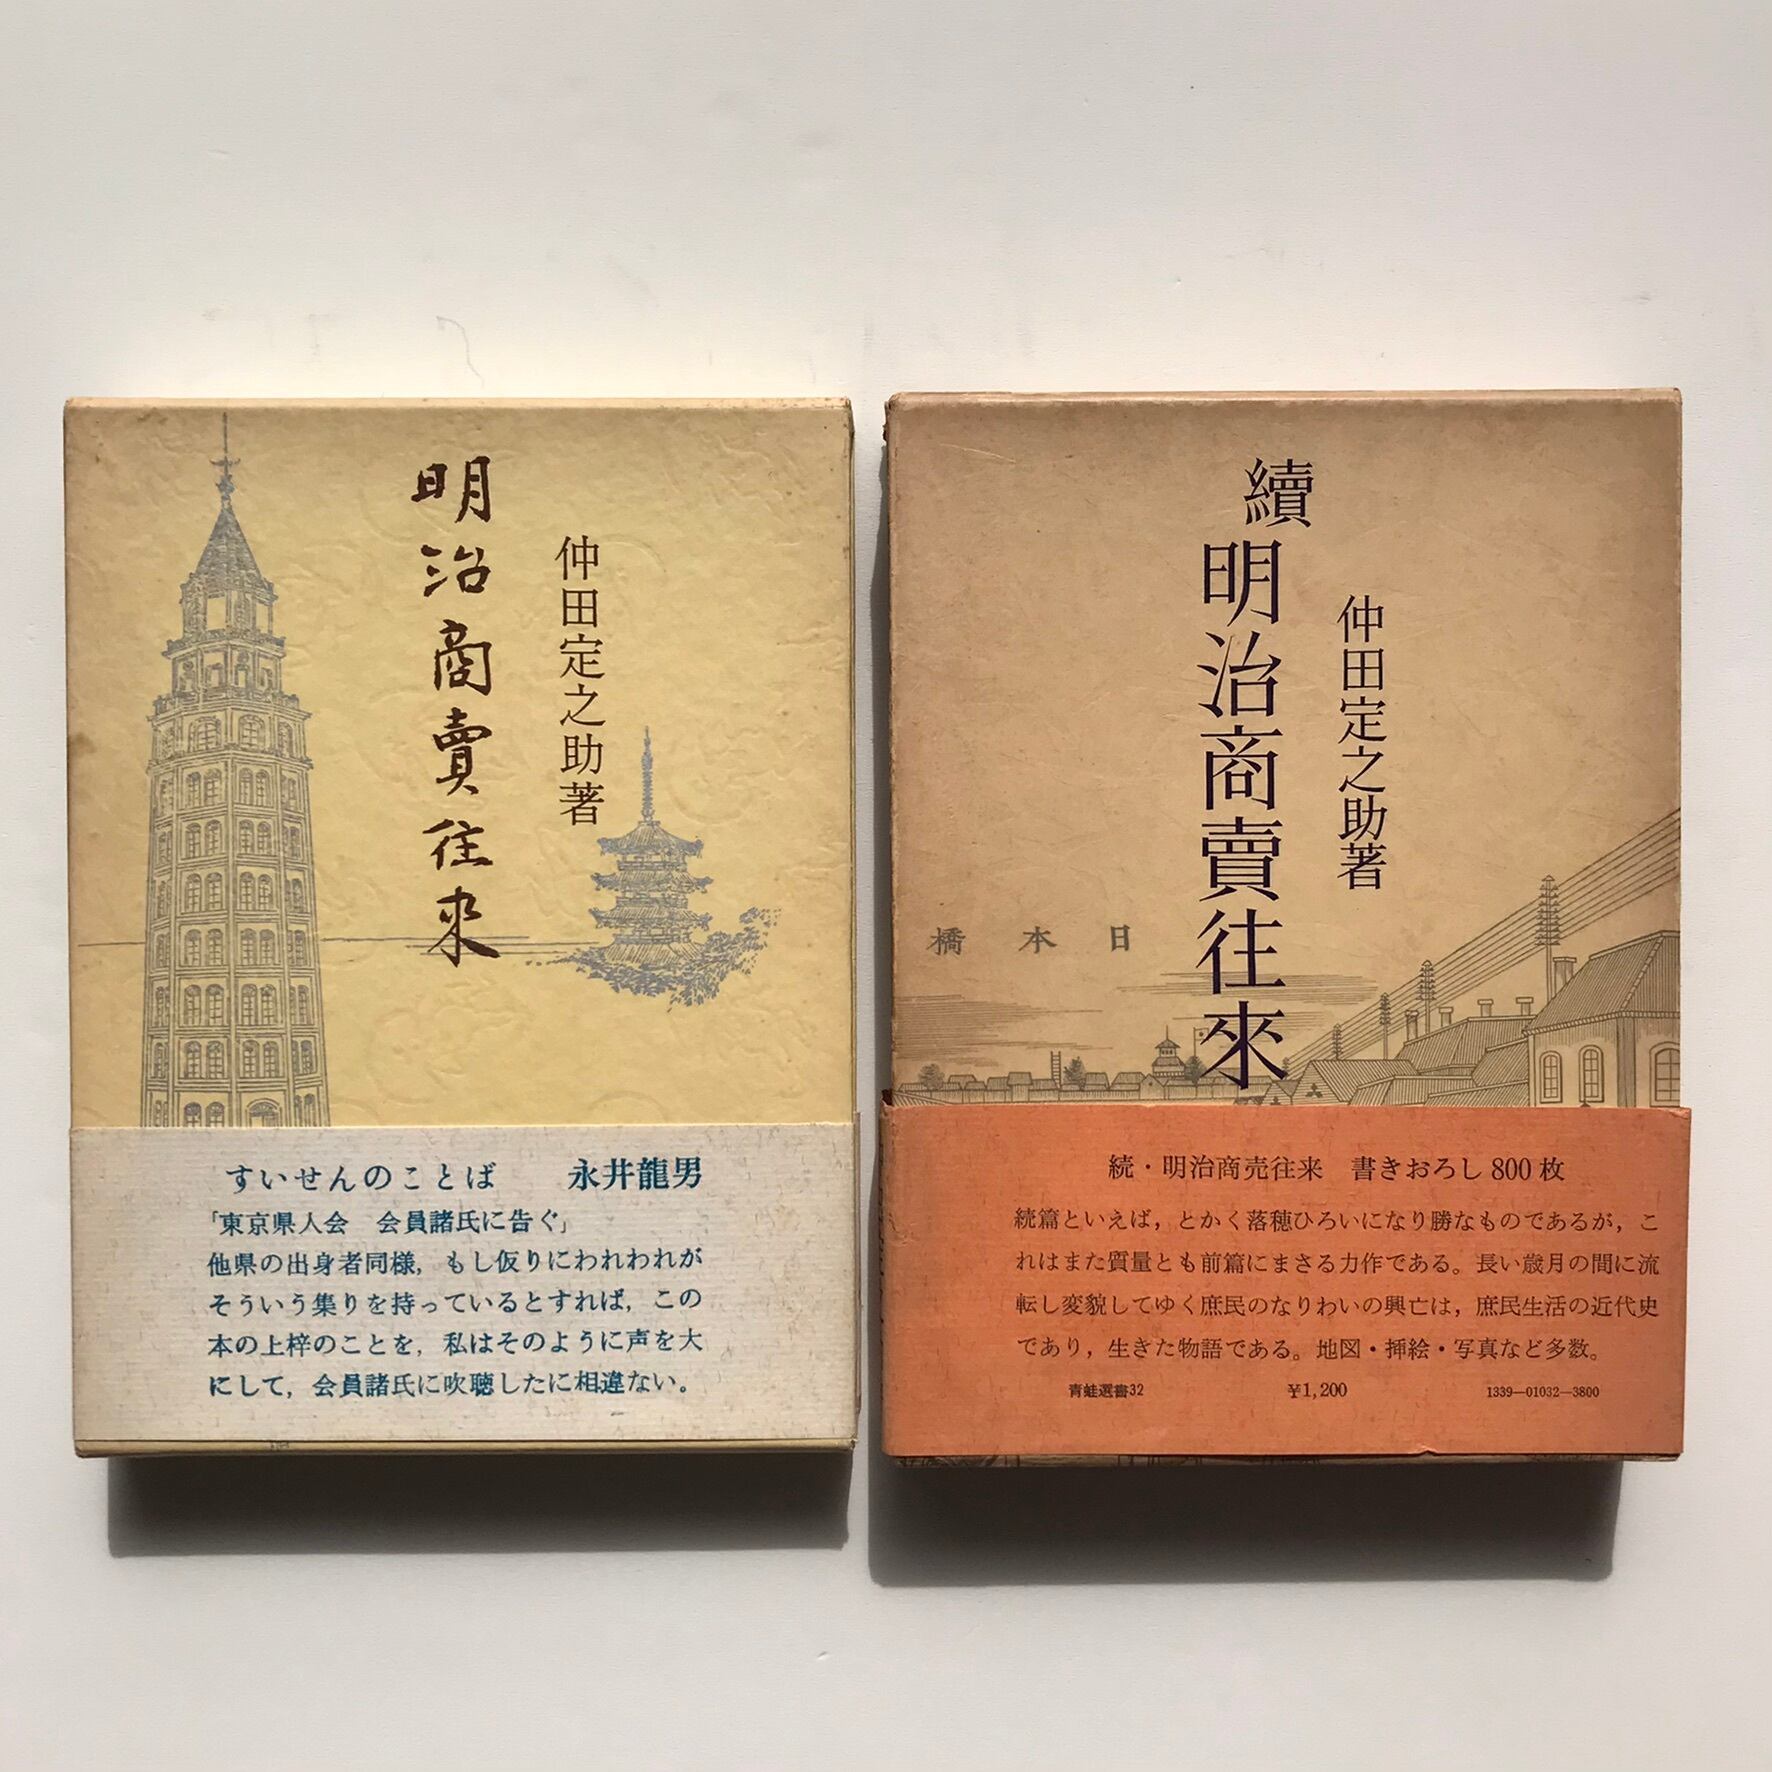 明治商賣往來
仲田定之助著
すいせんのことば　永井龍男
「東京県人会　会員諸氏に告ぐ」
他県の出身者同様，もし仮りにわれわれが
そういう集りを持っているとすれば，この
本の上梓のことを，私はそのように声を大
にして，会員諸氏に吹聴したに相違ない。
續
明治商賣往來
仲田定之助著
橋本日
続・明治商売往来　書きおろし 800 枚
続篇といえば，とかく落穂ひろいになり勝なものであるが，こ
れはまた質量とも前篇にまさる力作である。長い歳月の間に流
転し変貌してゆく庶民のなりわいの興亡は，庶民生活の近代史
であり，生きた物語である。地図・挿絵・写真など多数。
青蛙選書32　¥1,200　1339―01032―3800